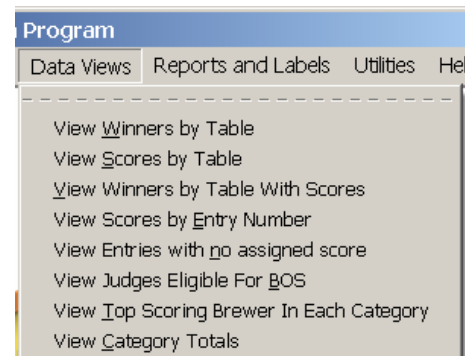 Program
Data Views Reports and Labels Utilities
View Winners by Table
View Scores by Table
View Winners by Table With Scores
View Scores by Entry Number
View Entries with no assigned score
View Judges Eligible For BOS
View Top Scoring Brewer In Each Category
View Category Totals